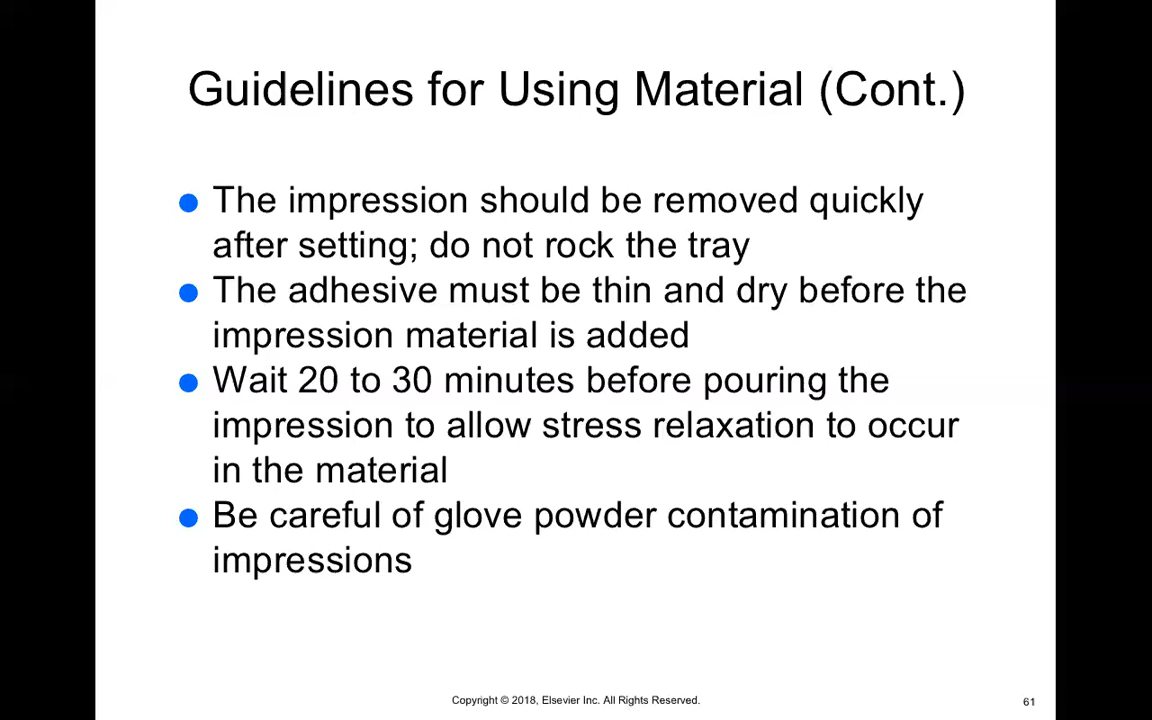 Guidelines for Using Material (Cont.)
The impression should be removed quickly
after setting; do not rock the tray
The adhesive must be thin and dry before the
impression material is added
Wait 20 to 30 minutes before pouring the
impression to allow stress relaxation to occur
in the material
Be careful of glove powder contamination of
impressions
Copyright © 2018, Elsevier Inc. All Rights Reserved.
61